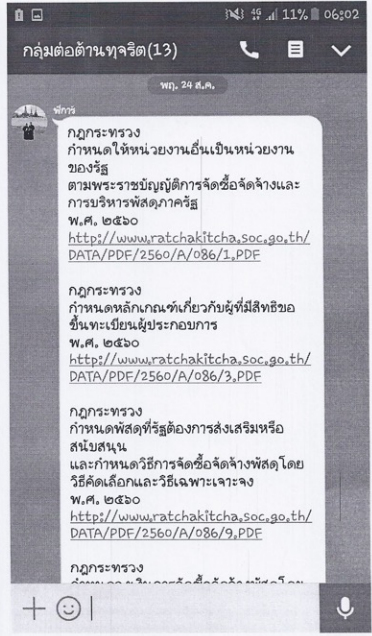 4G 11% 06:02
กลุ่มต่อต้านทุจริต(13)
พฤ. 24 ส.ค.
พิการ
กฎกระทรวง
กำหนดให้หน่วยงานอื่นเป็นหน่วยงาน
ของรัฐ
ตามพระราชบัญญัติการจัดซื้อจัดจ้างและ
การบริหารพัสดุภาครัฐ
พ.ศ. ๒๕๖๐
http://www.ratchakitcha.soc.go.th/
DATA/PDF/2560/A/086/1.PDF
กฎกระทรวง
กำหนดหลักเกณฑ์เกี่ยวกับผู้ที่มีสิทธิขอ
ขึ้นทะเบียนผู้ประกอบการ
พ.ศ. ๒๕๖๐
http://www.ratchakitcha.soc.go.th/
DATA/PDF/2560/A/086/3.PDF
กฎกระทรวง
กำหนดพัสดุที่รัฐต้องการส่งเสริมหรือ
สนับสนุน
และกำหนดวิธีการจัดซื้อจัดจ้างพัสดุโดย
วิธีคัดเลือกและวิธีเฉพาะเจาะจง
พ.ศ. ๒๕๖๐
http://www.ratchakitcha.soc.go.th/
DATA/PDF/2560/A/086/9.PDF
กฎกระทรวง